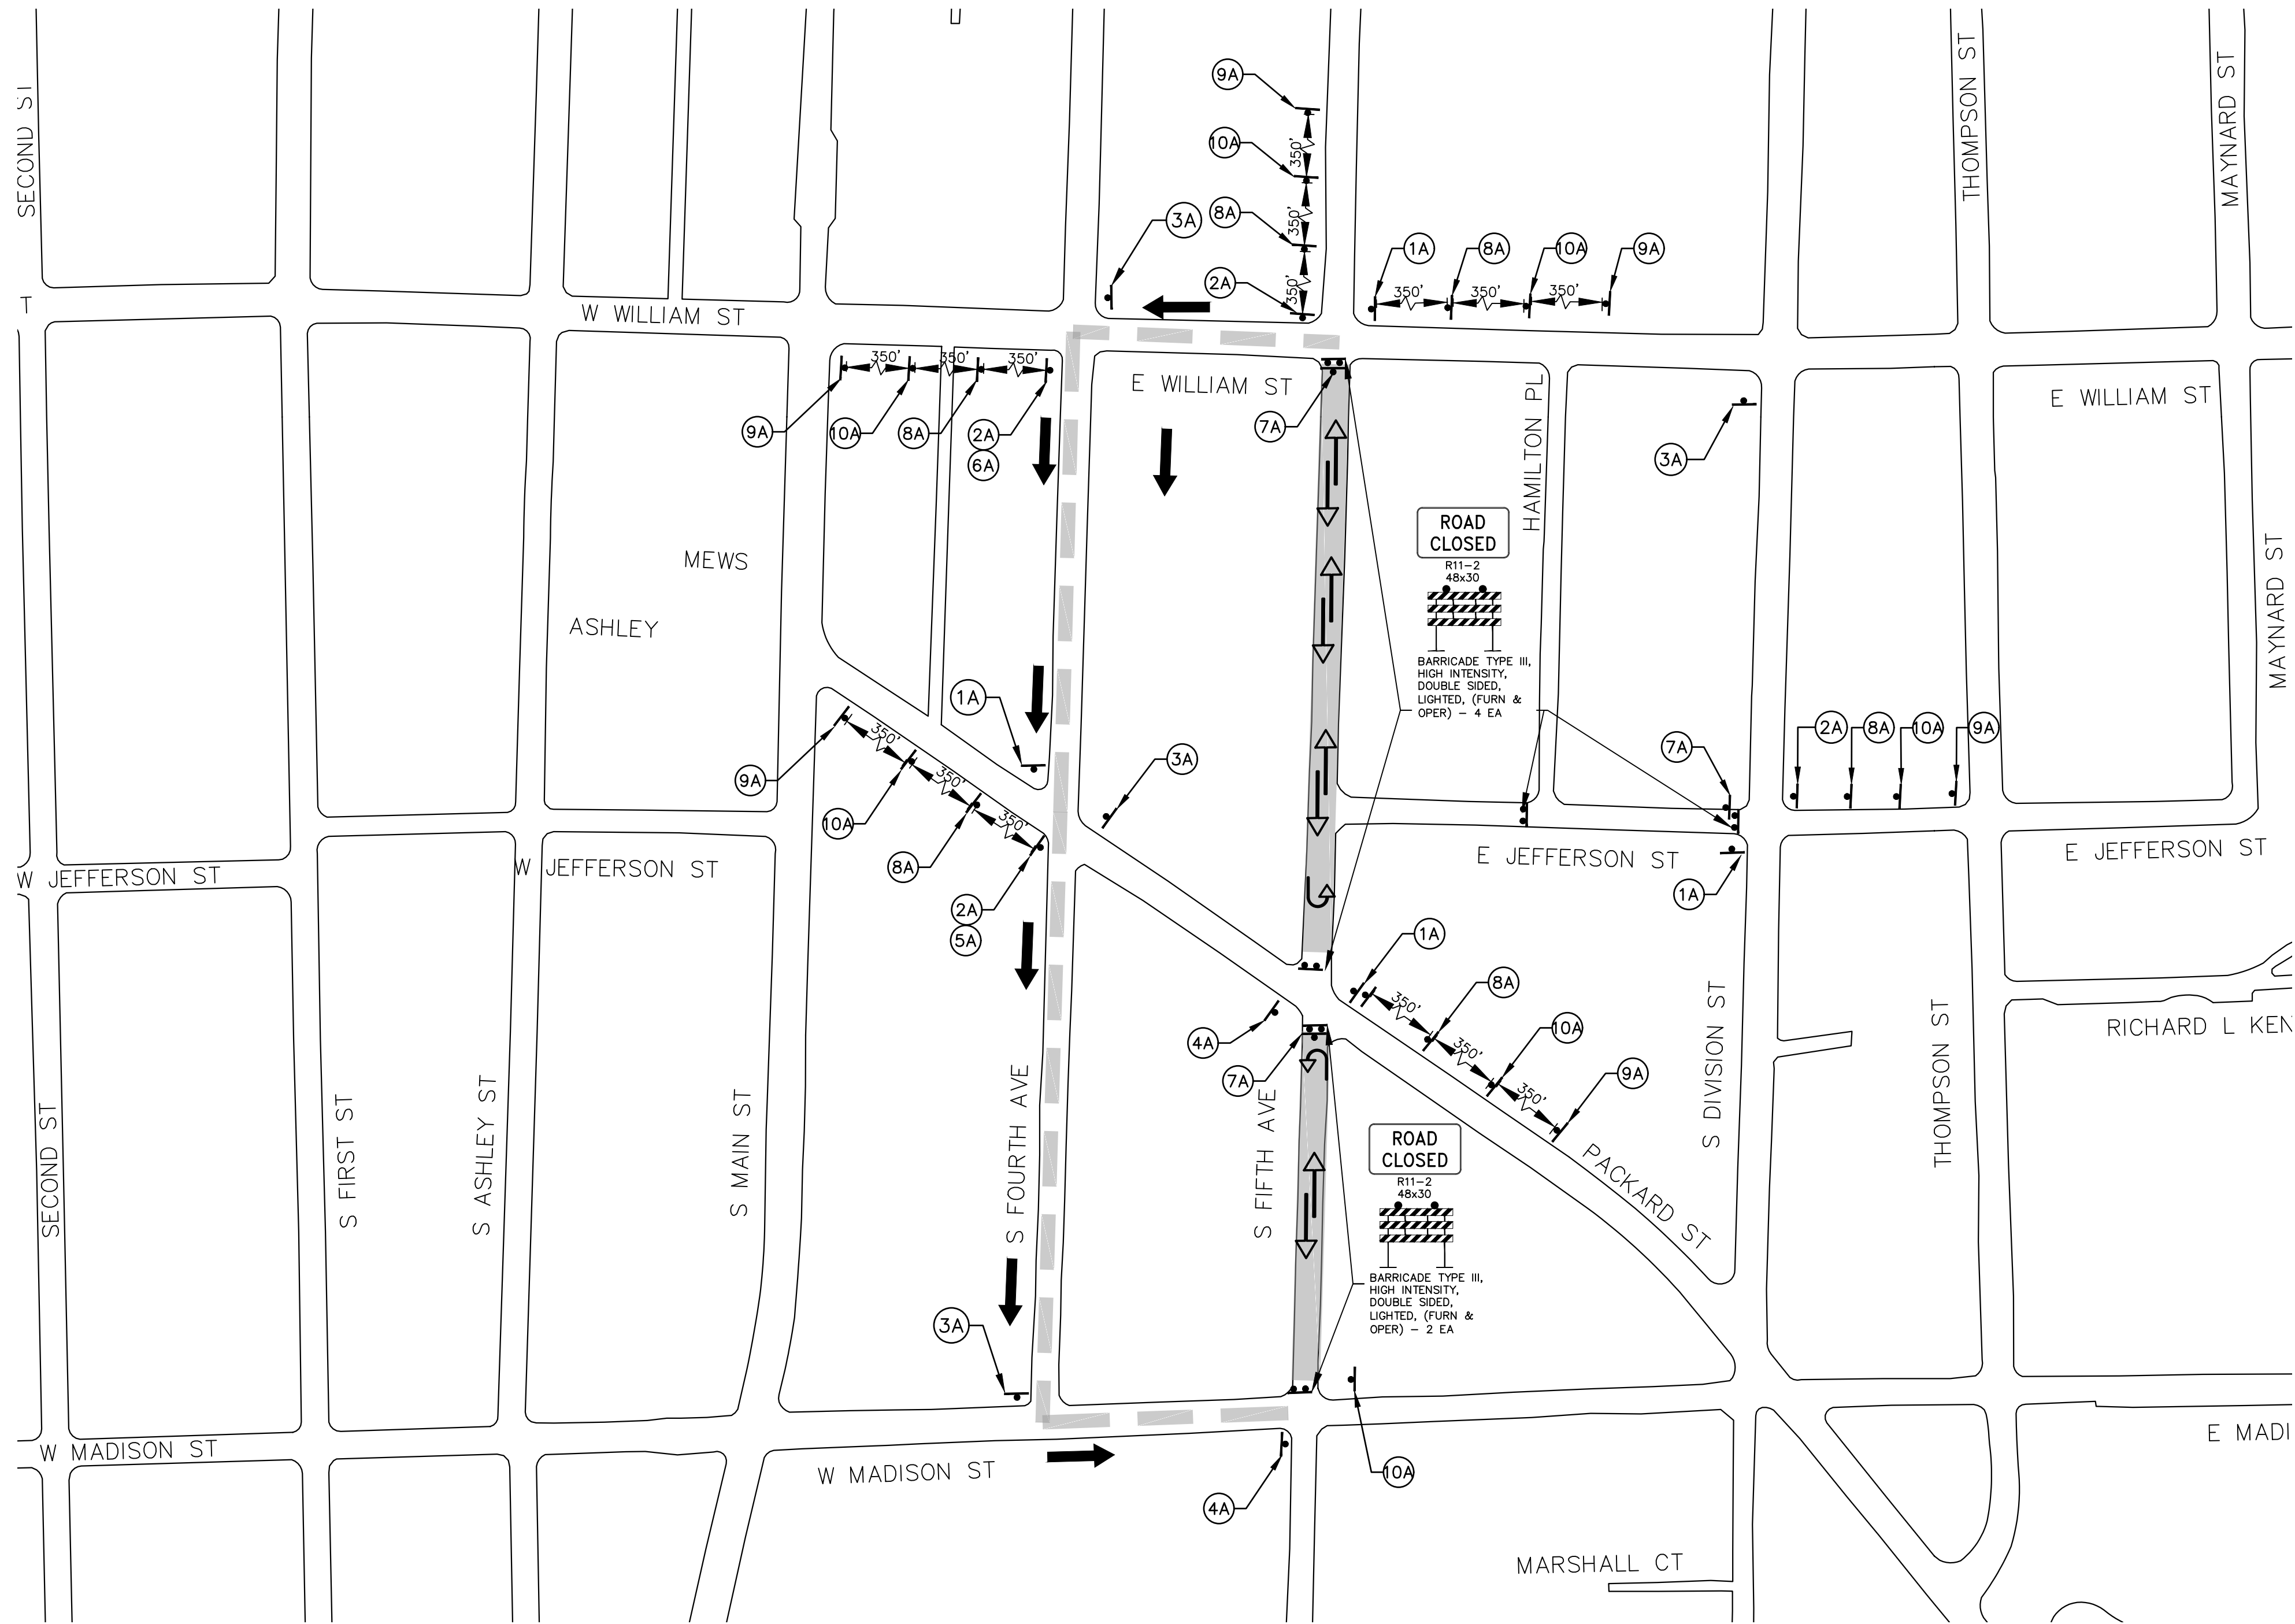 THOMPSON ST
MAYNARD ST
9A
10A
350'
3A
8A
350'
1A
8A
10A
9A
2A
350'
350'
350'
350'
T
W WILLIAM ST
350'
350'
350'
E WILLIAM ST
HAMILTON PL
E WILLIAM ST
9A
10A
8A
2A
6A
7A
3A
ROAD
CLOSED
R11-2
48x30
MEWS
ASHLEY
MAYNARD ST
BARRICADE TYPE III,
HIGH INTENSITY,
DOUBLE SIDED,
LIGHTED, (FURN &
OPER) - 4 EA
1A
2A
8A
10A
9A
350'
3A
7A
9A
350'
10A
350'
8A
W JEFFERSON ST
W JEFFERSON ST
E JEFFERSON ST
E JEFFERSON ST
1A
2A
5A
1A
8A
350'
4A
10A
350'
RICHARD L KEN
7A
9A
350'
SECOND ST
S FIRST ST
S ASHLEY ST
S MAIN ST
S FOURTH AVE
S FIFTH AVE
S DIVISION ST
THOMPSON ST
PACKARD ST
ROAD
CLOSED
R11-2
48x30
BARRICADE TYPE III,
HIGH INTENSITY,
DOUBLE SIDED,
LIGHTED, (FURN &
OPER) - 2 EA
3A
W MADISON ST
W MADISON ST
E MADI
10A
4A
MARSHALL CT